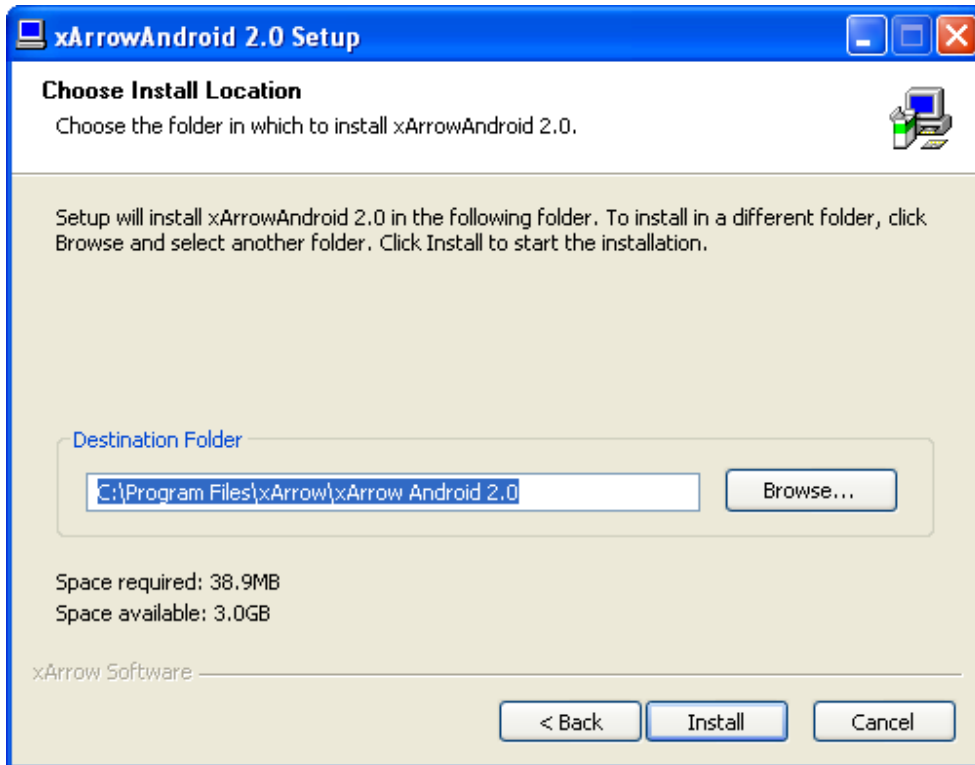 xArrowAndroid 2.0 Setup
Choose Install Location
Choose the folder in which to install xArrowAndroid 2.0.
Setup will install xArrowAndroid 2.0 in the following folder. To install in a different folder, click
Browse and select another folder. Click Install to start the installation.
Destination Folder
C:\Program Files\xArrow\xArrow Android 2.0
Browse...
Space required: 38.9MB
Space available: 3.0GB
xArrow Software
< Back
Install
Cancel